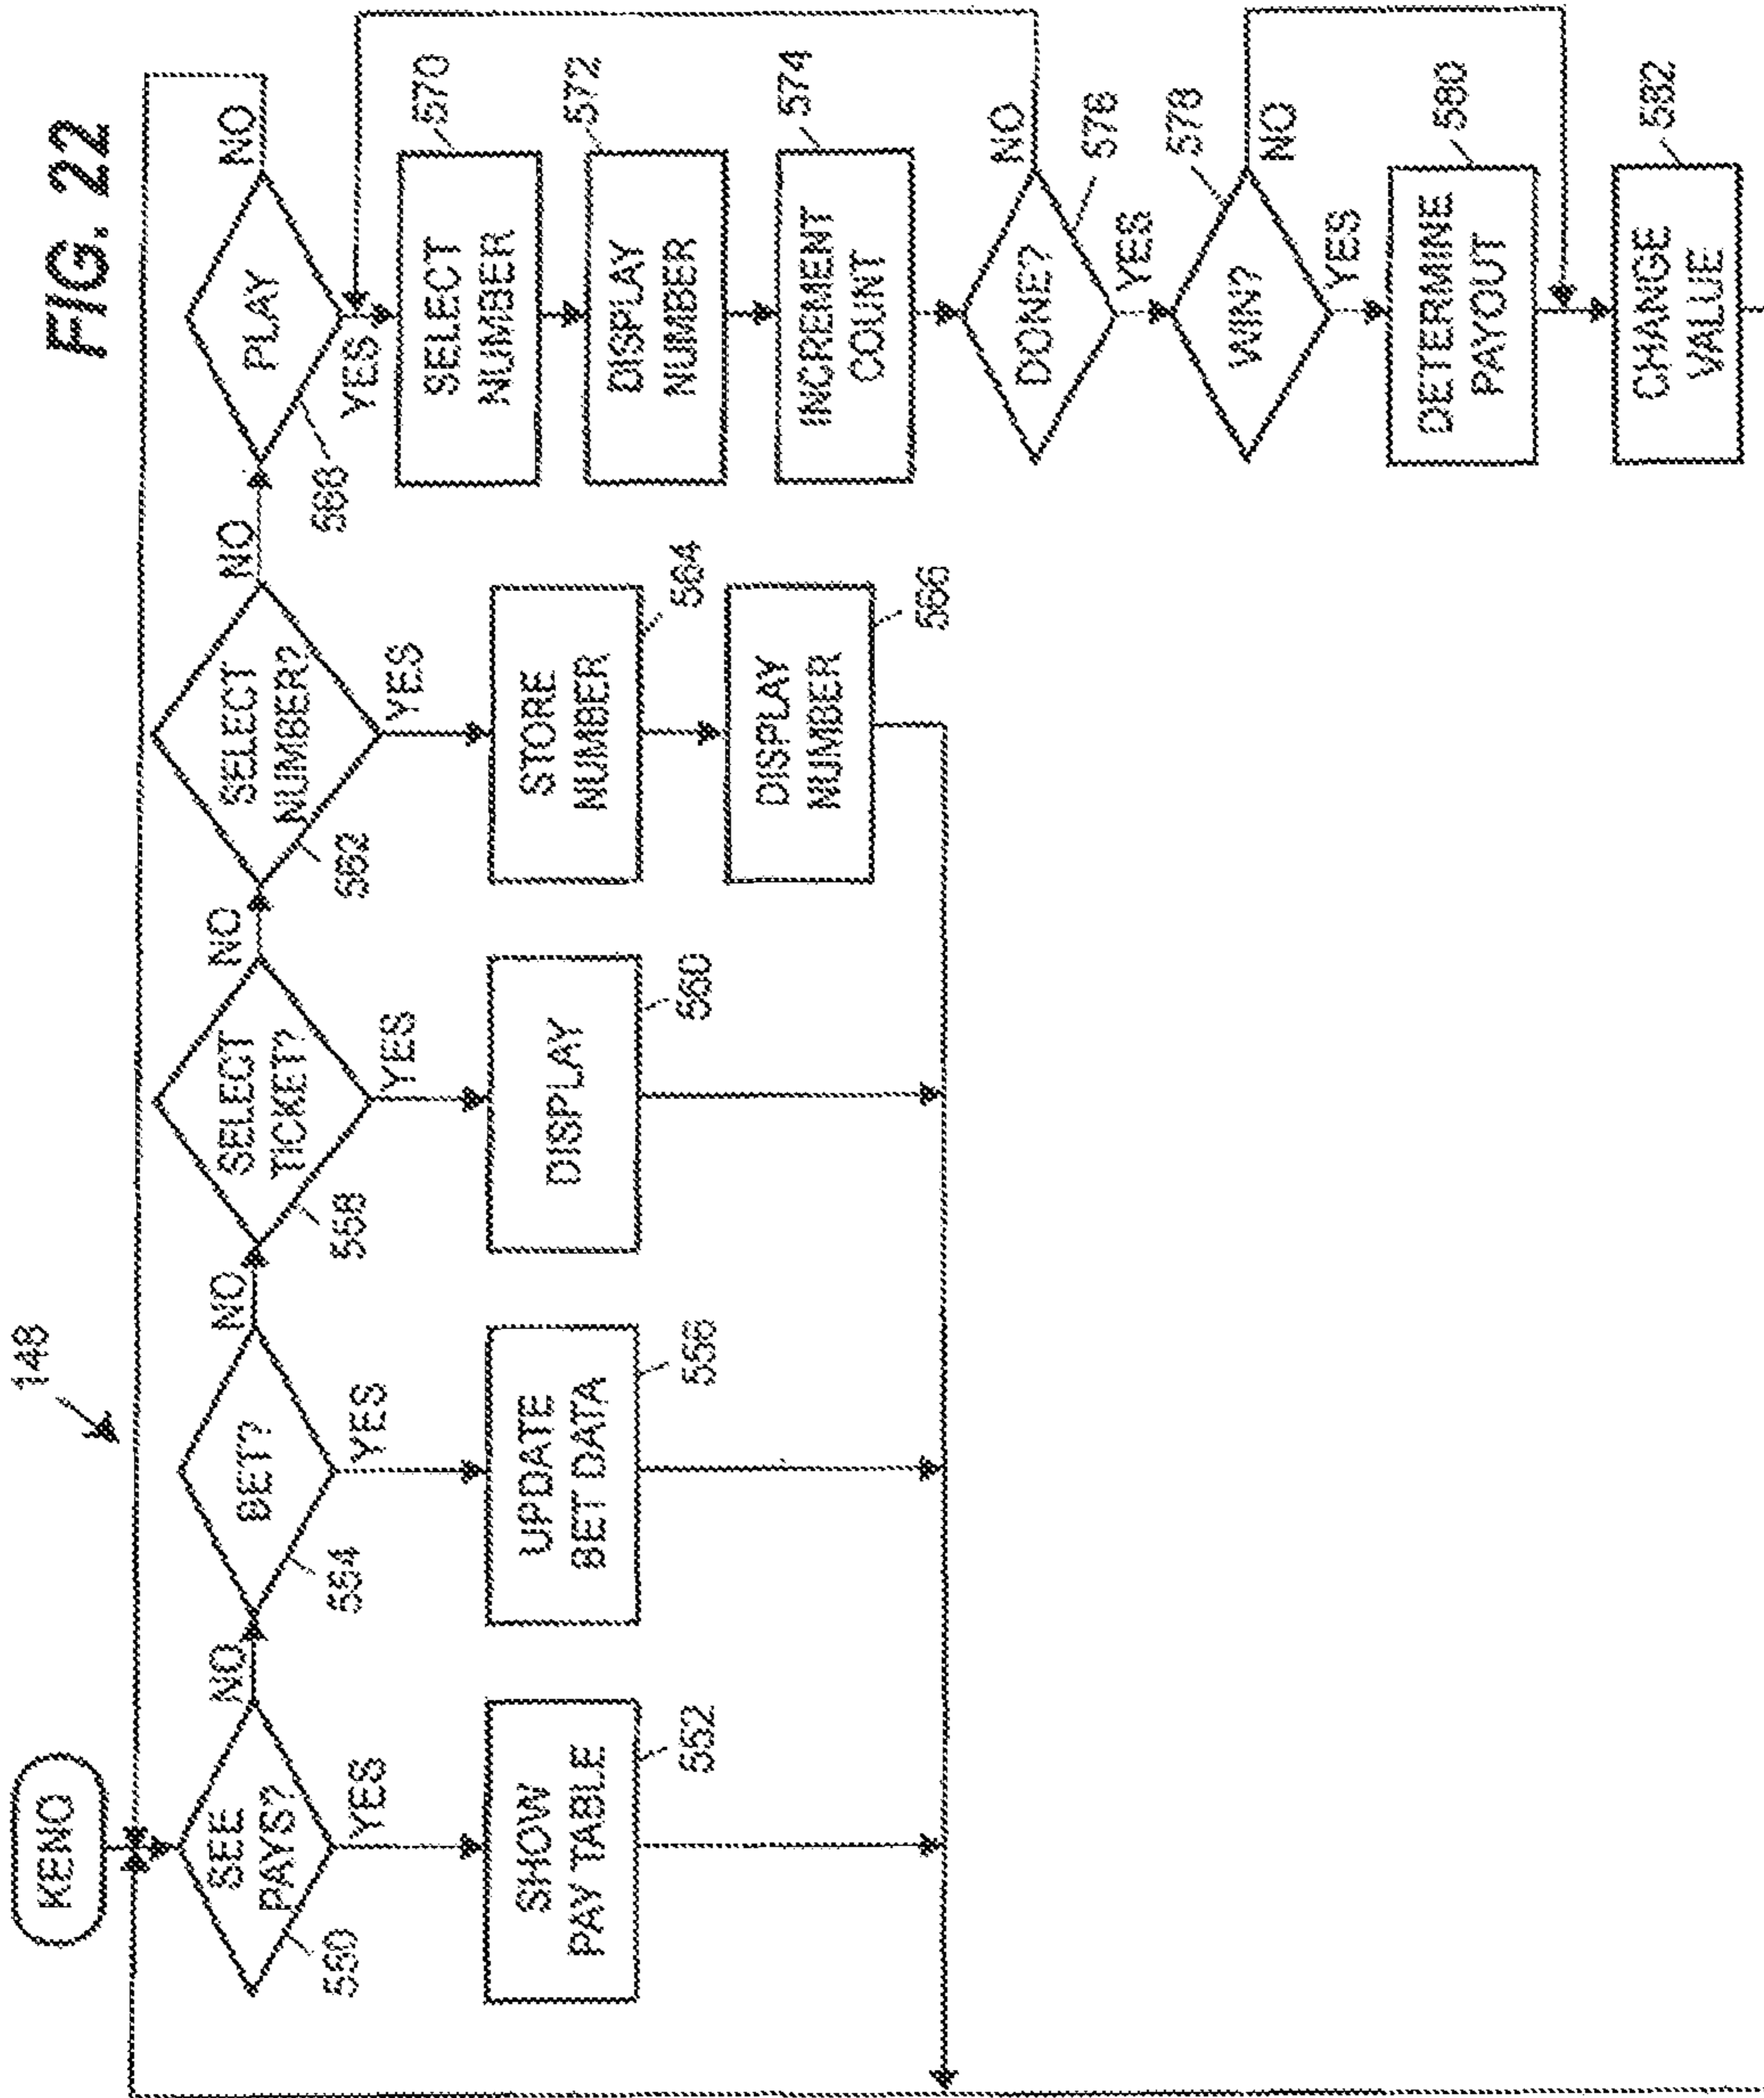 FIG. 22
148
KENO
SEE
PAYS?
550
NO
YES
SHOW
PAY TABLE
552
BET?
554
NO
YES
UPDATE
BET DATA
556
SELECT
TICKET?
558
NO
YES
DISPLAY
560
SELECT
NUMBER?
562
NO
YES
STORE
NUMBER
564
DISPLAY
NUMBER
566
PLAY
568
NO
YES
SELECT
NUMBER
570
DISPLAY
NUMBER
572
INCREMENT
COUNT
574
DONE?
576
NO
YES
WIN?
578
NO
YES
DETERMINE
PAYOUT
580
CHANGE
VALUE
582